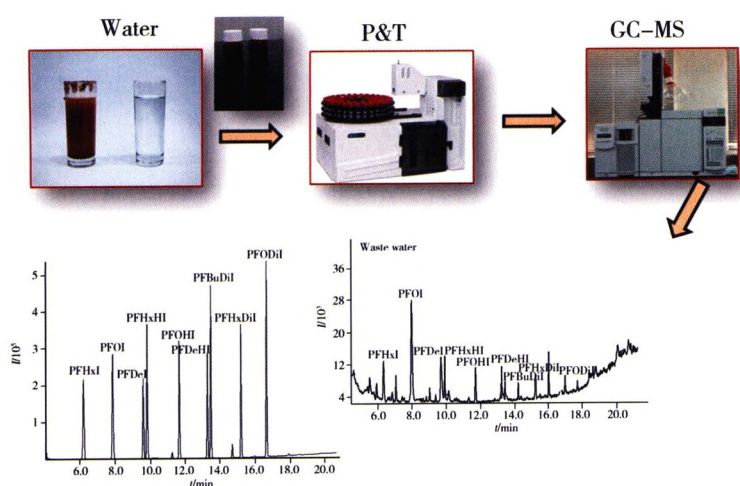 Water
P&T
GC-MS
PFODiI
PFBuDiI
PFHxHI
PFHxDiI
PFOHI
PFOI
PFDeHI
PFDeI
PFHxI
I/10⁵
5
4
3
2
1
6.0 8.0 10.0 12.0 14.0 16.0 18.0 20.0
t/min
Waste water
PFOI
PFHxI
PFDeI
PFHxHI
PFOHI
PFDeHI
PFHxDiI
PFBuDiI
PFODiI
I/10³
36
28
20
12
4
4.0 6.0 8.0 10.0 12.0 14.0 16.0 18.0 20.0
t/min